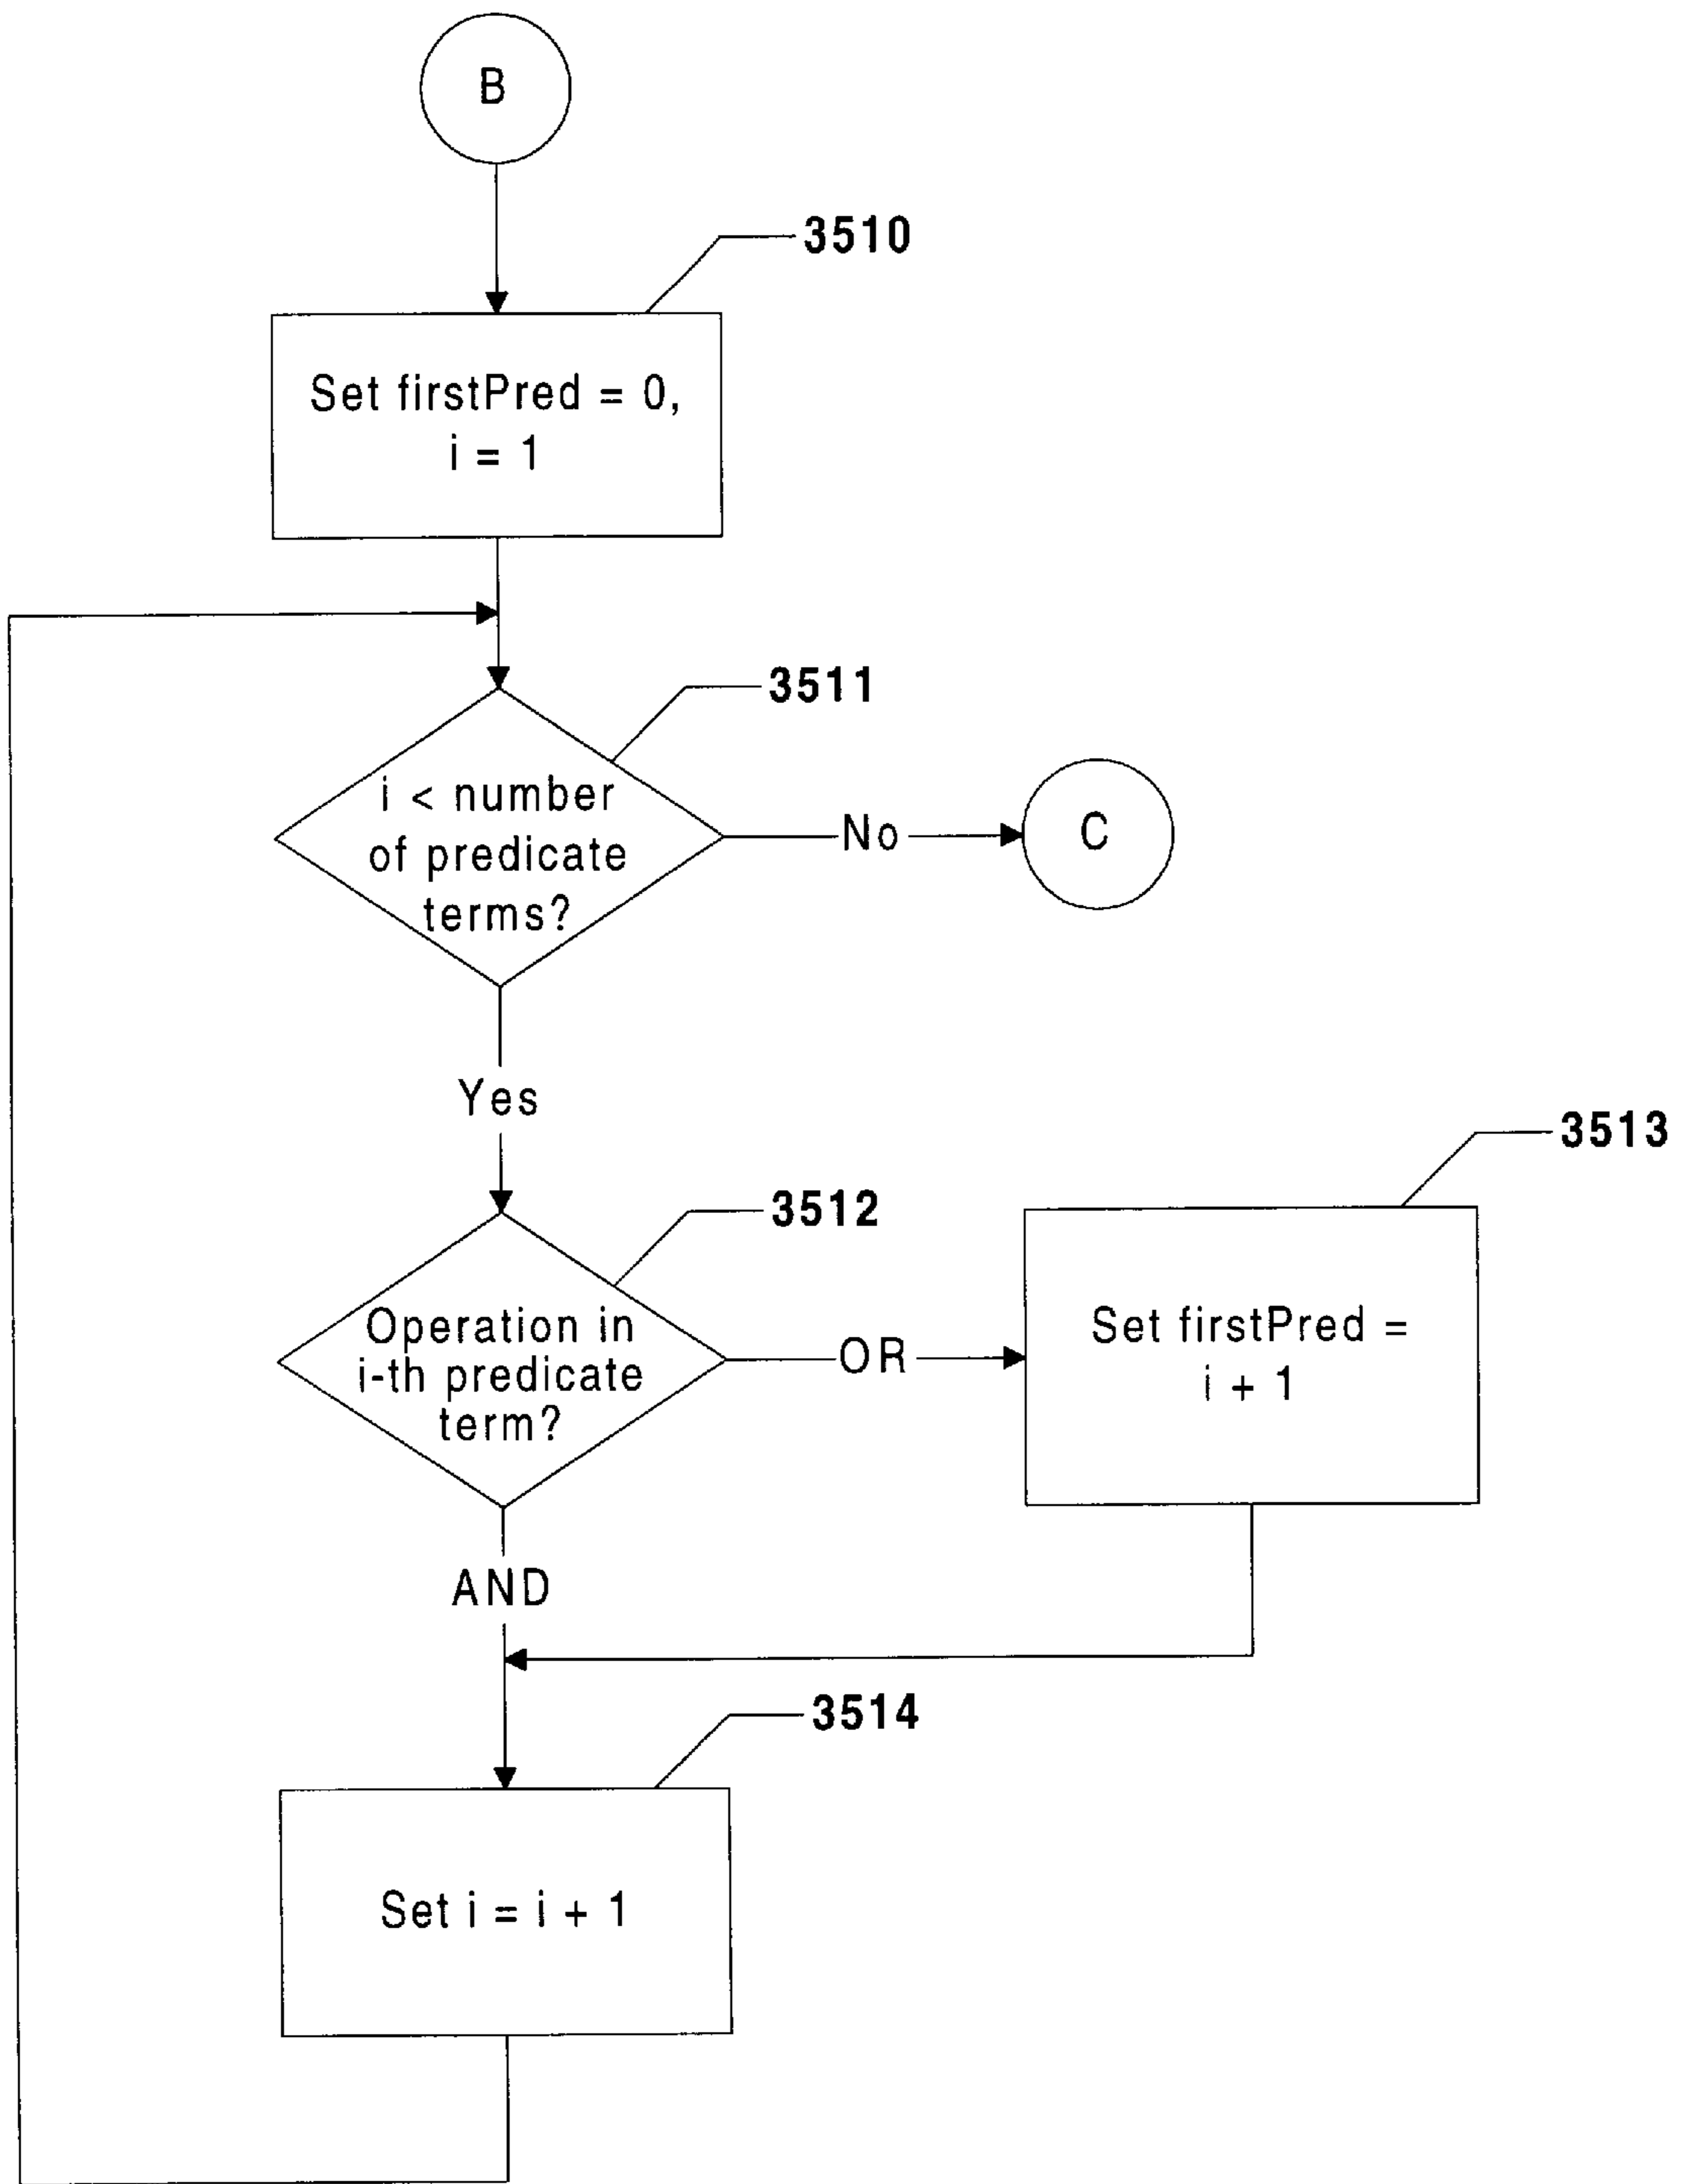 B
3510
Set firstPred = 0,
i = 1
3511
i < number
of predicate
terms?
No
C
Yes
3513
3512
Operation in
i-th predicate
term?
OR
Set firstPred =
i + 1
AND
3514
Set i = i + 1